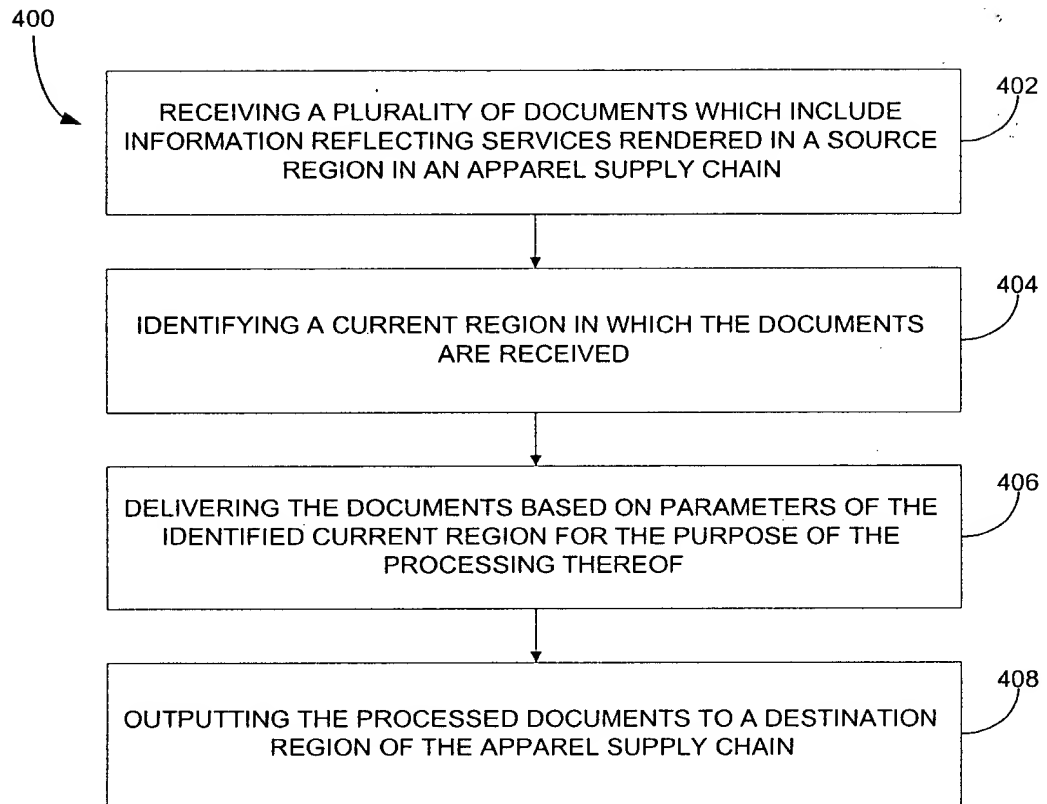 400
RECEIVING A PLURALITY OF DOCUMENTS WHICH INCLUDE
INFORMATION REFLECTING SERVICES RENDERED IN A SOURCE
REGION IN AN APPAREL SUPPLY CHAIN
402
IDENTIFYING A CURRENT REGION IN WHICH THE DOCUMENTS
ARE RECEIVED
404
DELIVERING THE DOCUMENTS BASED ON PARAMETERS OF THE
IDENTIFIED CURRENT REGION FOR THE PURPOSE OF THE
PROCESSING THEREOF
406
OUTPUTTING THE PROCESSED DOCUMENTS TO A DESTINATION
REGION OF THE APPAREL SUPPLY CHAIN
408